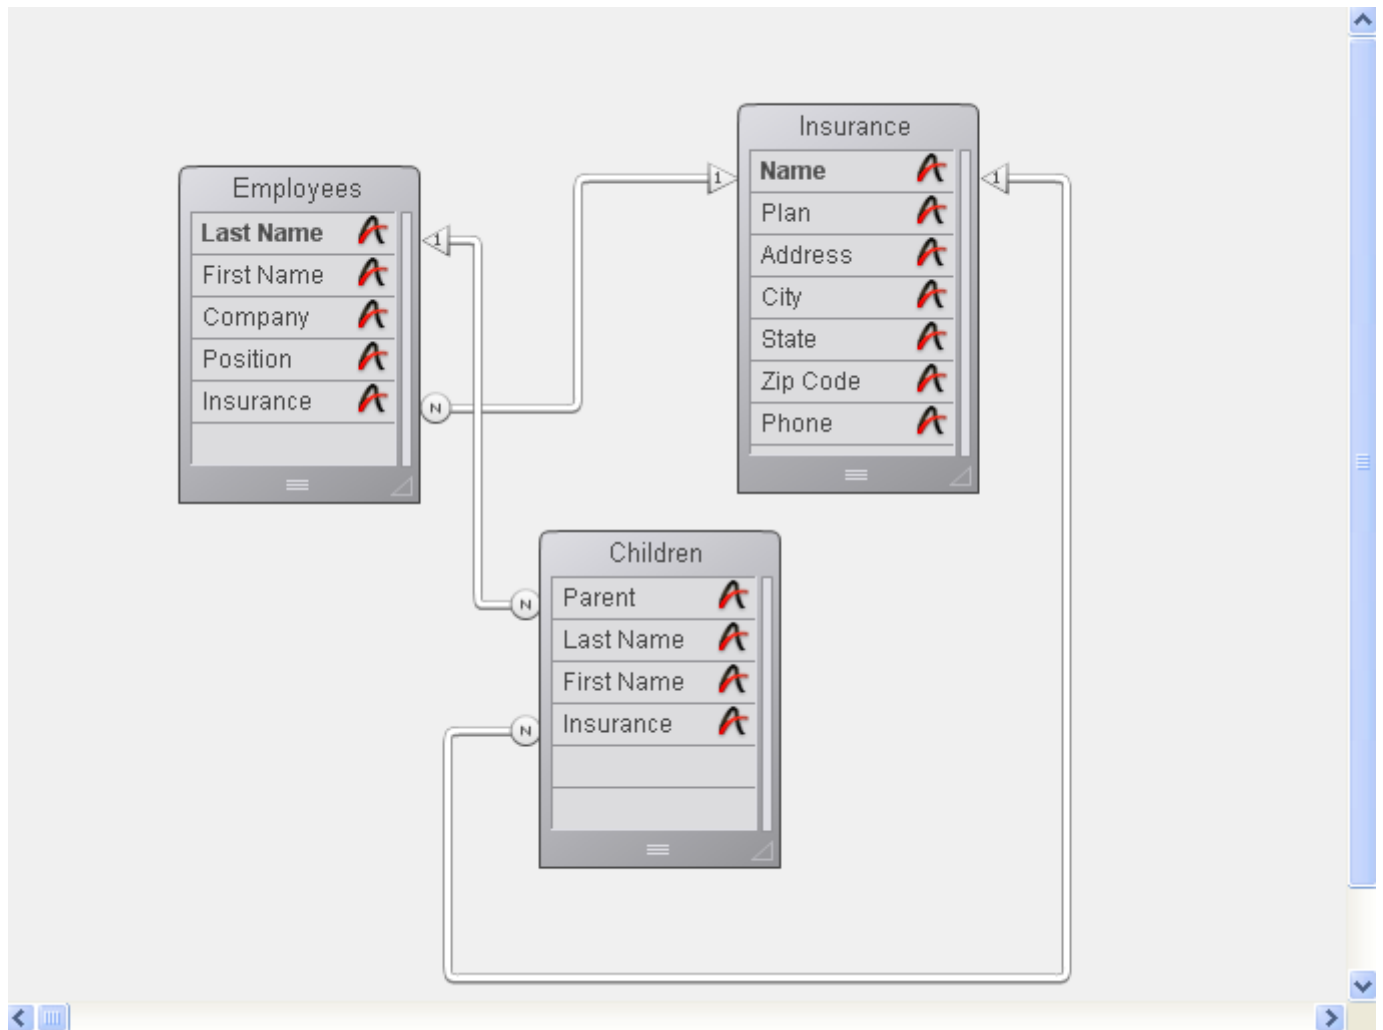 Employees
Last Name
First Name
Company
Position
Insurance
1
N
Insurance
Name
Plan
Address
City
State
Zip Code
Phone
1
1
Children
Parent
Last Name
First Name
Insurance
N
N